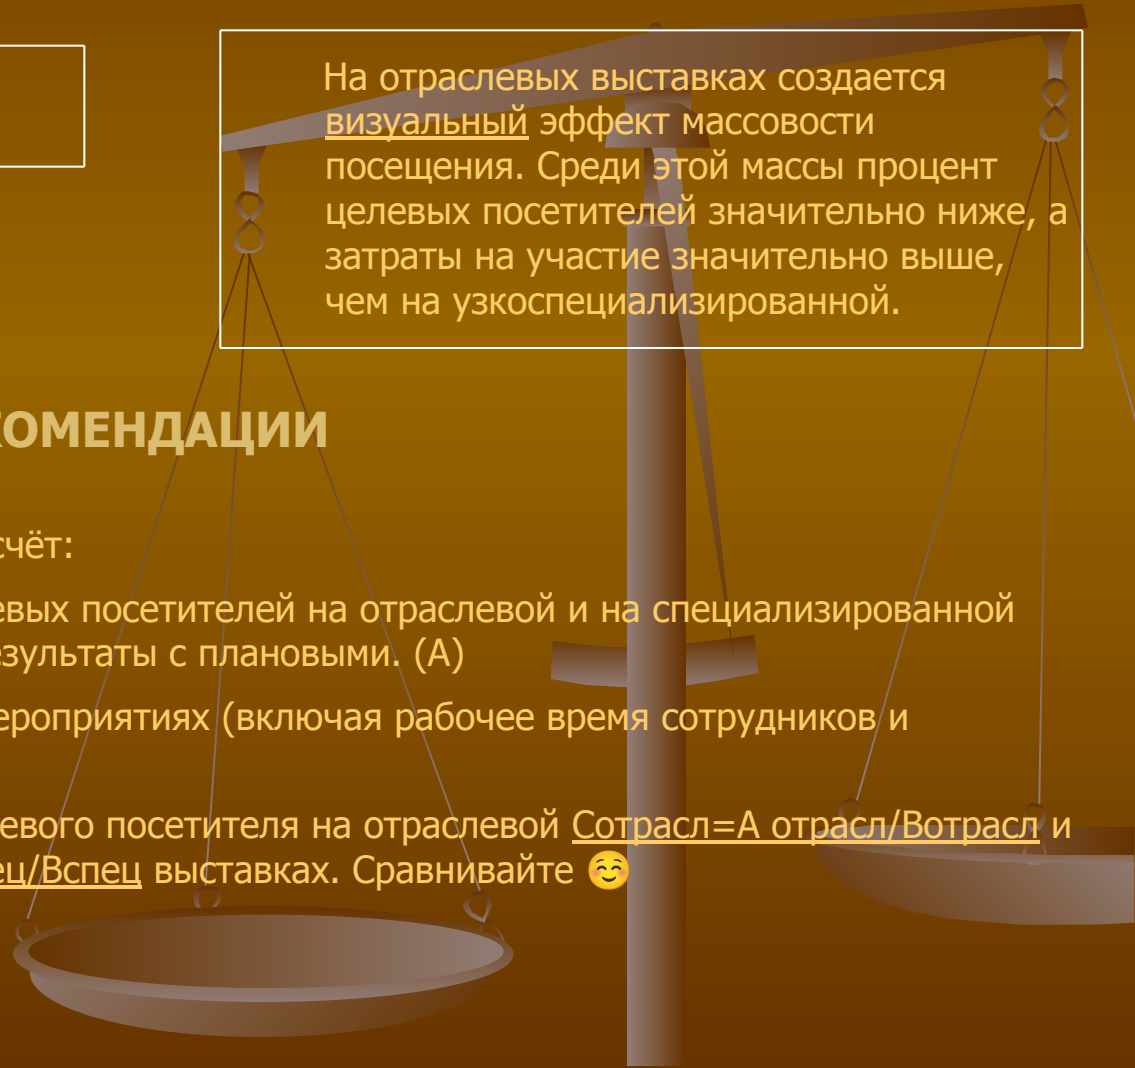 На отраслевых выставках создается
визуальный эффект массовости
посещения. Среди этой массы процент
целевых посетителей значительно ниже, а
затраты на участие значительно выше,
чем на узкоспециализированной.
КОМЕНДАЦИИ
счёт:
евых посетителей на отраслевой и на специализированной
езультаты с плановыми. (А)
ероприятиях (включая рабочее время сотрудников и
евого посетителя на отраслевой Сотрасл=А отрасл/Вотрасл и
ец/Вспец выставках. Сравнивайте ☺